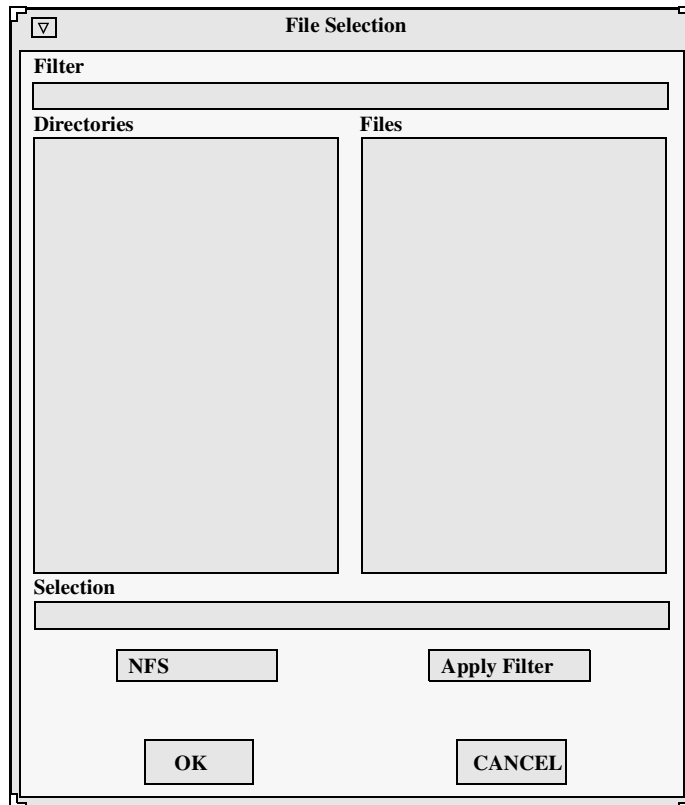 File Selection
Filter
Directories Files
Selection
NFS Apply Filter
OK CANCEL